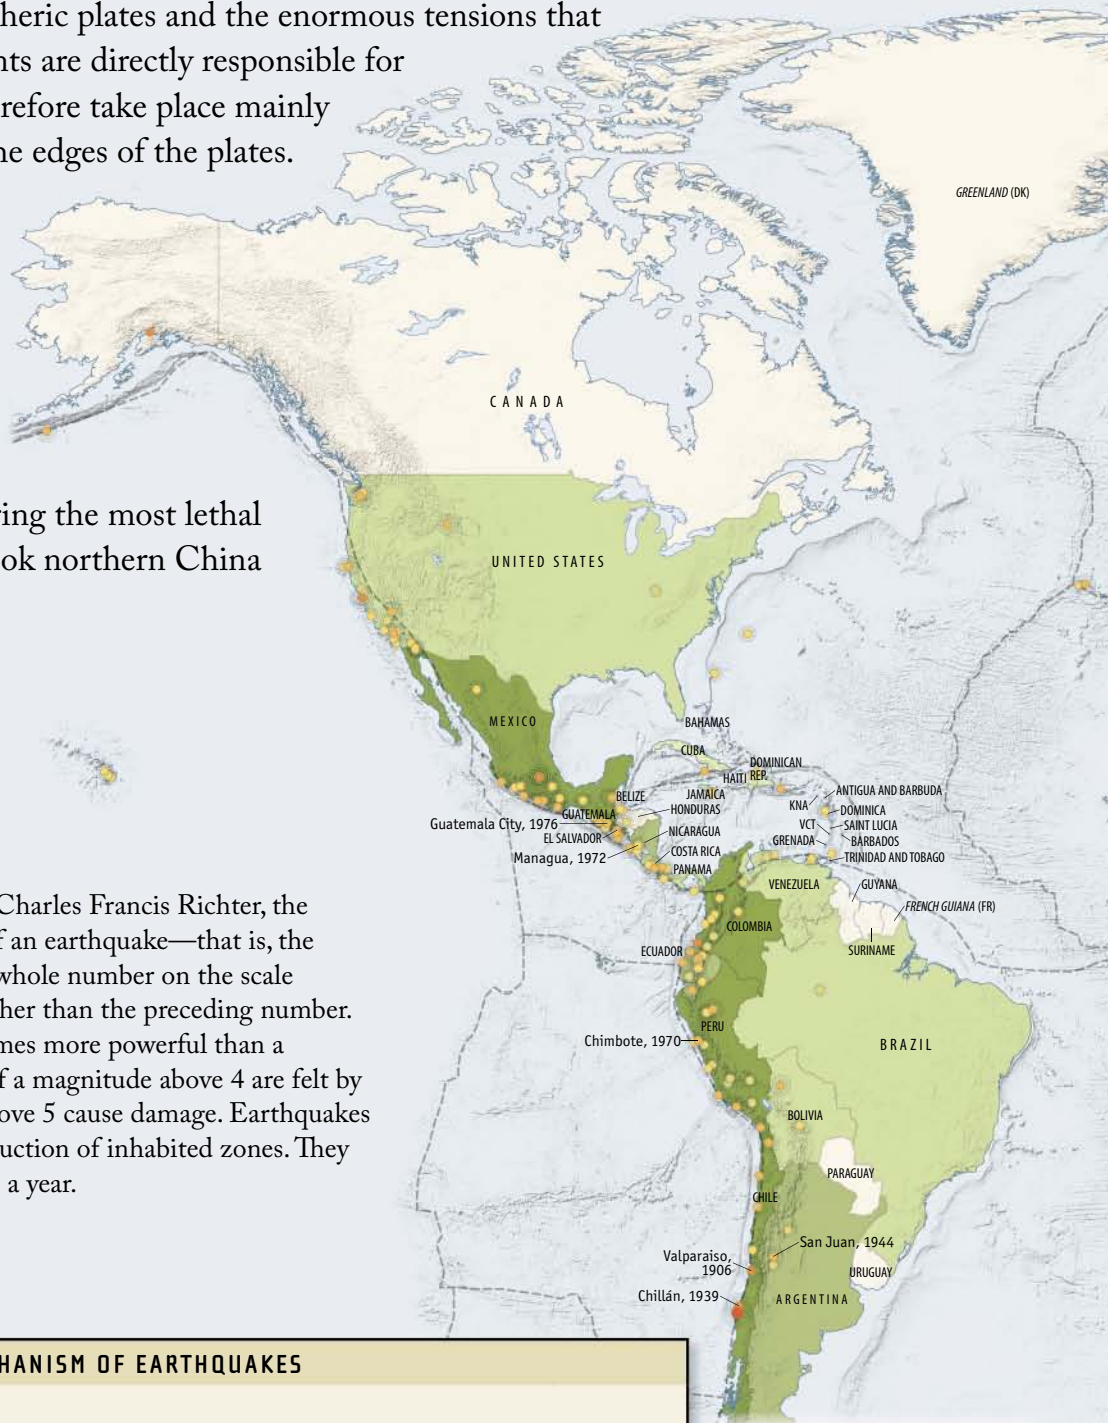 heric plates and the enormous tensions that
nts are directly responsible for
refore take place mainly
ne edges of the plates.
GREENLAND (DK)
CANADA
ring the most lethal
ok northern China
UNITED STATES
MEXICO
BAHAMAS
CUBA
DOMINICAN
REP.
HAITI
JAMAICA
BELIZE
HONDURAS
GUATEMALA
Guatemala City, 1976
EL SALVADOR
NICARAGUA
Managua, 1972
COSTA RICA
PANAMA
ANTIGUA AND BARBUDA
KNA
DOMINICA
VCT
SAINT LUCIA
GRENADA
BARBADOS
TRINIDAD AND TOBAGO
VENEZUELA
GUYANA
FRENCH GUIANA (FR)
SURINAME
COLOMBIA
ECUADOR
Charles Francis Richter, the
f an earthquake—that is, the
whole number on the scale
her than the preceding number.
mes more powerful than a
f a magnitude above 4 are felt by
ove 5 cause damage. Earthquakes
uction of inhabited zones. They
a year.
PERU
Chimbote, 1970
BRAZIL
BOLIVIA
PARAGUAY
CHILE
San Juan, 1944
Valparaiso,
1906
URUGUAY
Chillán, 1939
ARGENTINA
HANISM OF EARTHQUAKES